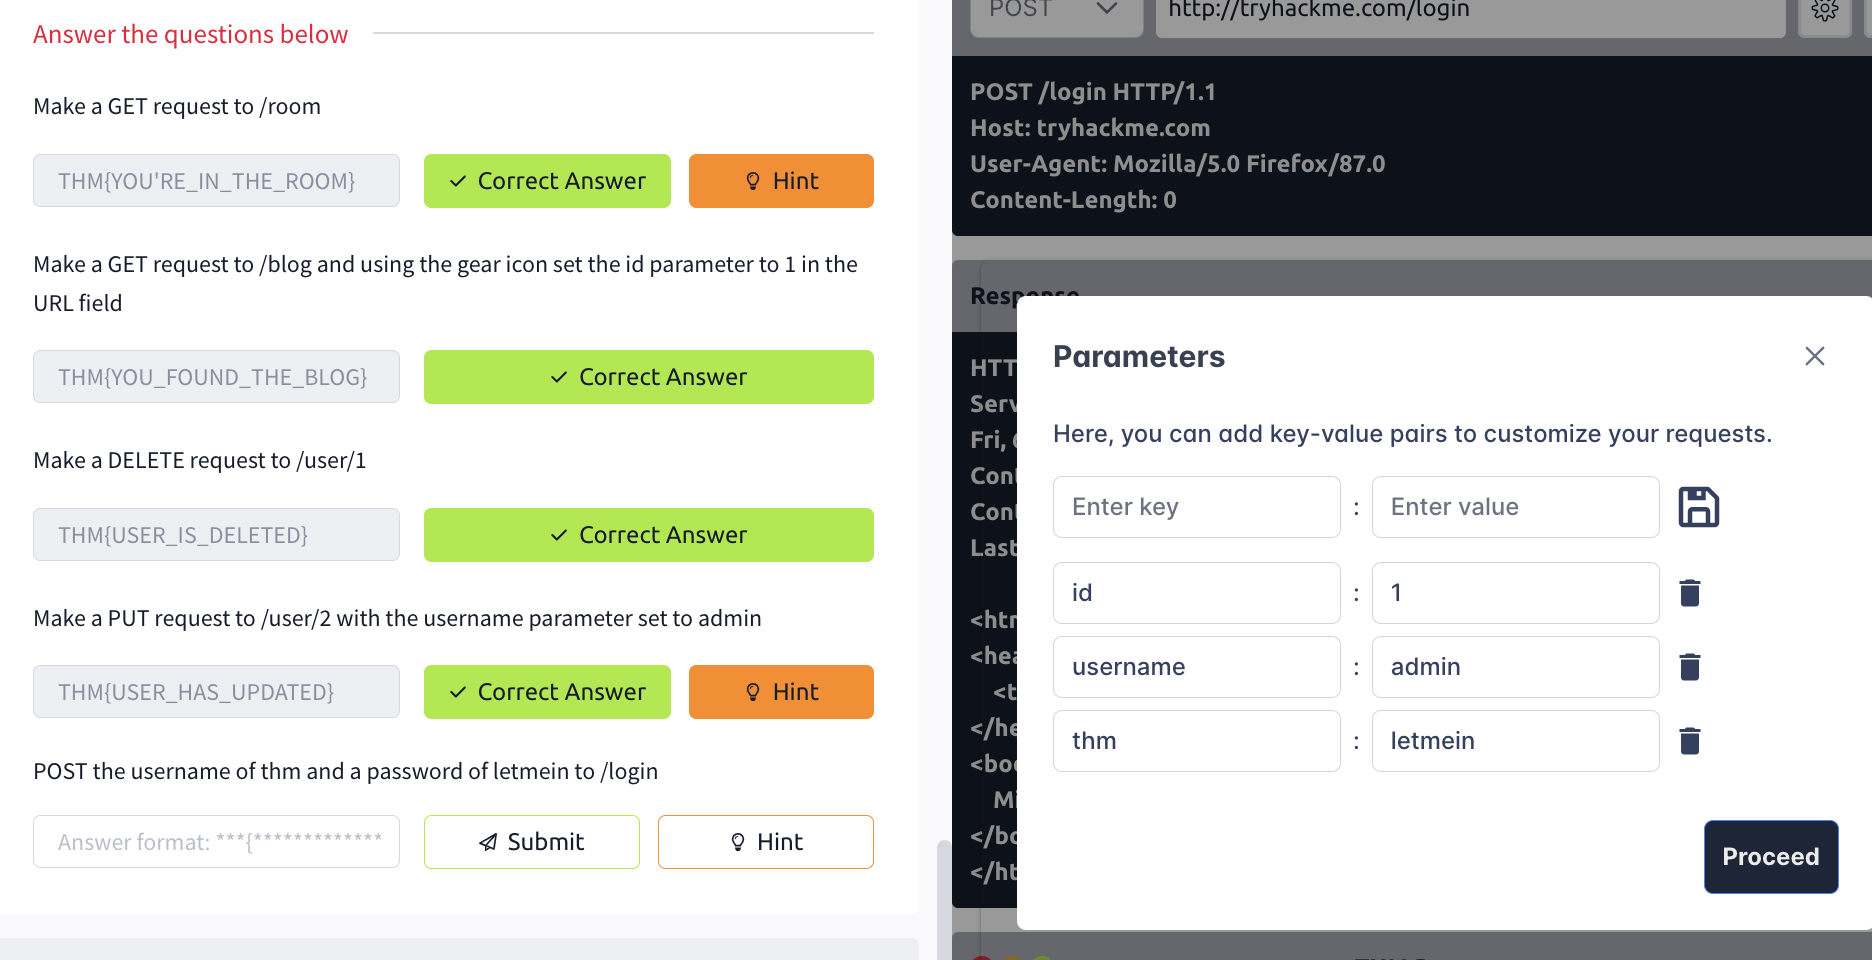 Answer the questions below
Make a GET request to /room
THM{YOU'RE_IN_THE_ROOM}
Correct Answer
Hint
Make a GET request to /blog and using the gear icon set the id parameter to 1 in the
URL field
THM{YOU_FOUND_THE_BLOG}
Correct Answer
Make a DELETE request to /user/1
THM{USER_IS_DELETED}
Correct Answer
Make a PUT request to /user/2 with the username parameter set to admin
THM{USER_HAS_UPDATED}
Correct Answer
Hint
POST the username of thm and a password of letmein to /login
Answer format: ***{*************
Submit
Hint
POST
http://tryhackme.com/login
POST /login HTTP/1.1
Host: tryhackme.com
User-Agent: Mozilla/5.0 Firefox/87.0
Content-Length: 0
Response
HTT
Serv
Fri,
Cont
Cont
Last
<htm
<hea
<t
</he
<boo
Mi
</bo
</ht
Parameters
Here, you can add key-value pairs to customize your requests.
Enter key : Enter value
id : 1
username : admin
thm : letmein
Proceed